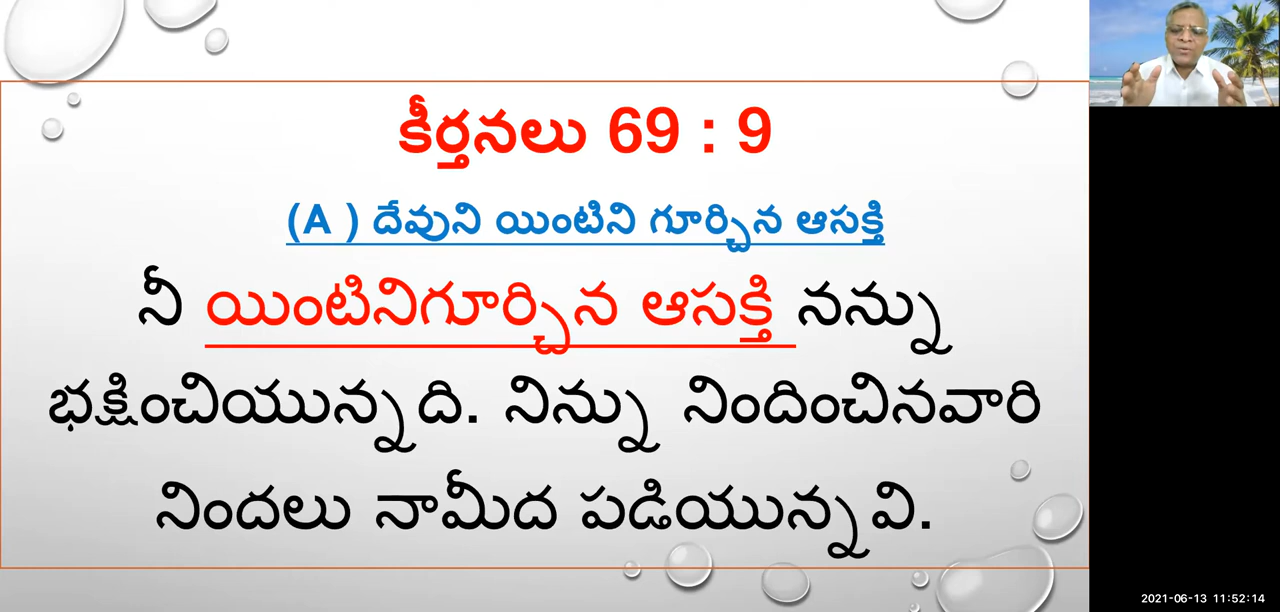 కీర్తనలు 69 : 9
(A ) దేవుని యింటిని గూర్చిన ఆసక్తి
నీ యింటినిగూర్చిన ఆసక్తి నన్ను
భక్షించియున్నది. నిన్ను నిందించినవారి
నిందలు నామీద పడియున్నవి.
2021-06-13 11:52:14